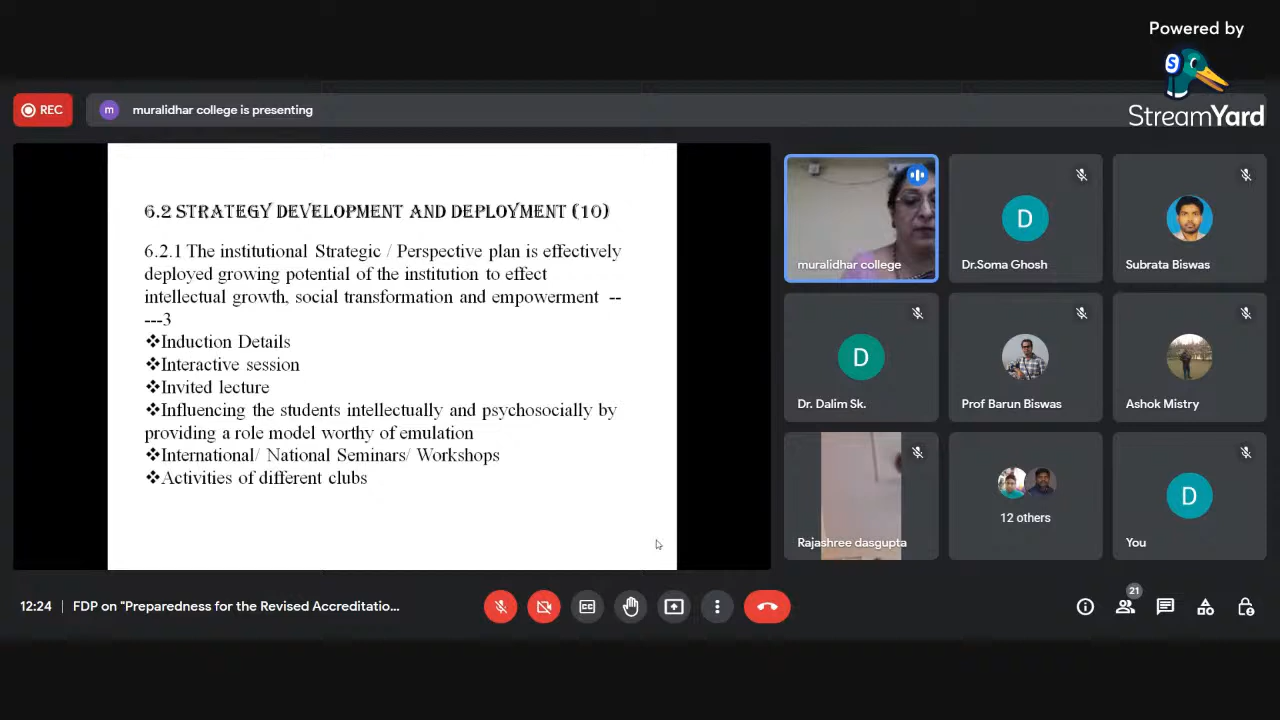 Powered by
S
StreamYard
REC
m
muralidhar college is presenting
6.2 STRATEGY DEVELOPMENT AND DEPLOYMENT (10)
6.2.1 The institutional Strategic / Perspective plan is effectively
deployed growing potential of the institution to effect
intellectual growth, social transformation and empowerment --
---3
❖Induction Details
❖Interactive session
❖Invited lecture
❖Influencing the students intellectually and psychosocially by
providing a role model worthy of emulation
❖International/ National Seminars/ Workshops
❖Activities of different clubs
muralidhar college
D
Dr.Soma Ghosh
Subrata Biswas
D
Dr. Dalim Sk.
Prof Barun Biswas
Ashok Mistry
Rajashree dasgupta
12 others
D
You
12:24
FDP on "Preparedness for the Revised Accreditatio...
CC
21